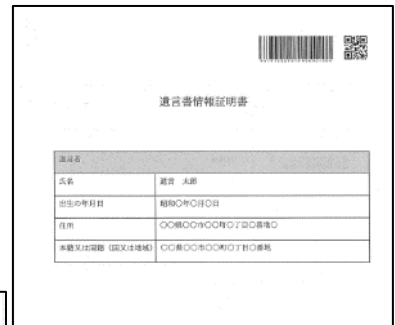 遺言書情報証明書
遺言者
氏名 遺言 太郎
出生の年月日 昭和○年○月○日
住所 ○○県○○市○○町○丁目○番地○
本籍又は国籍（国又は地域） ○○県○○市○○町○丁目○番地